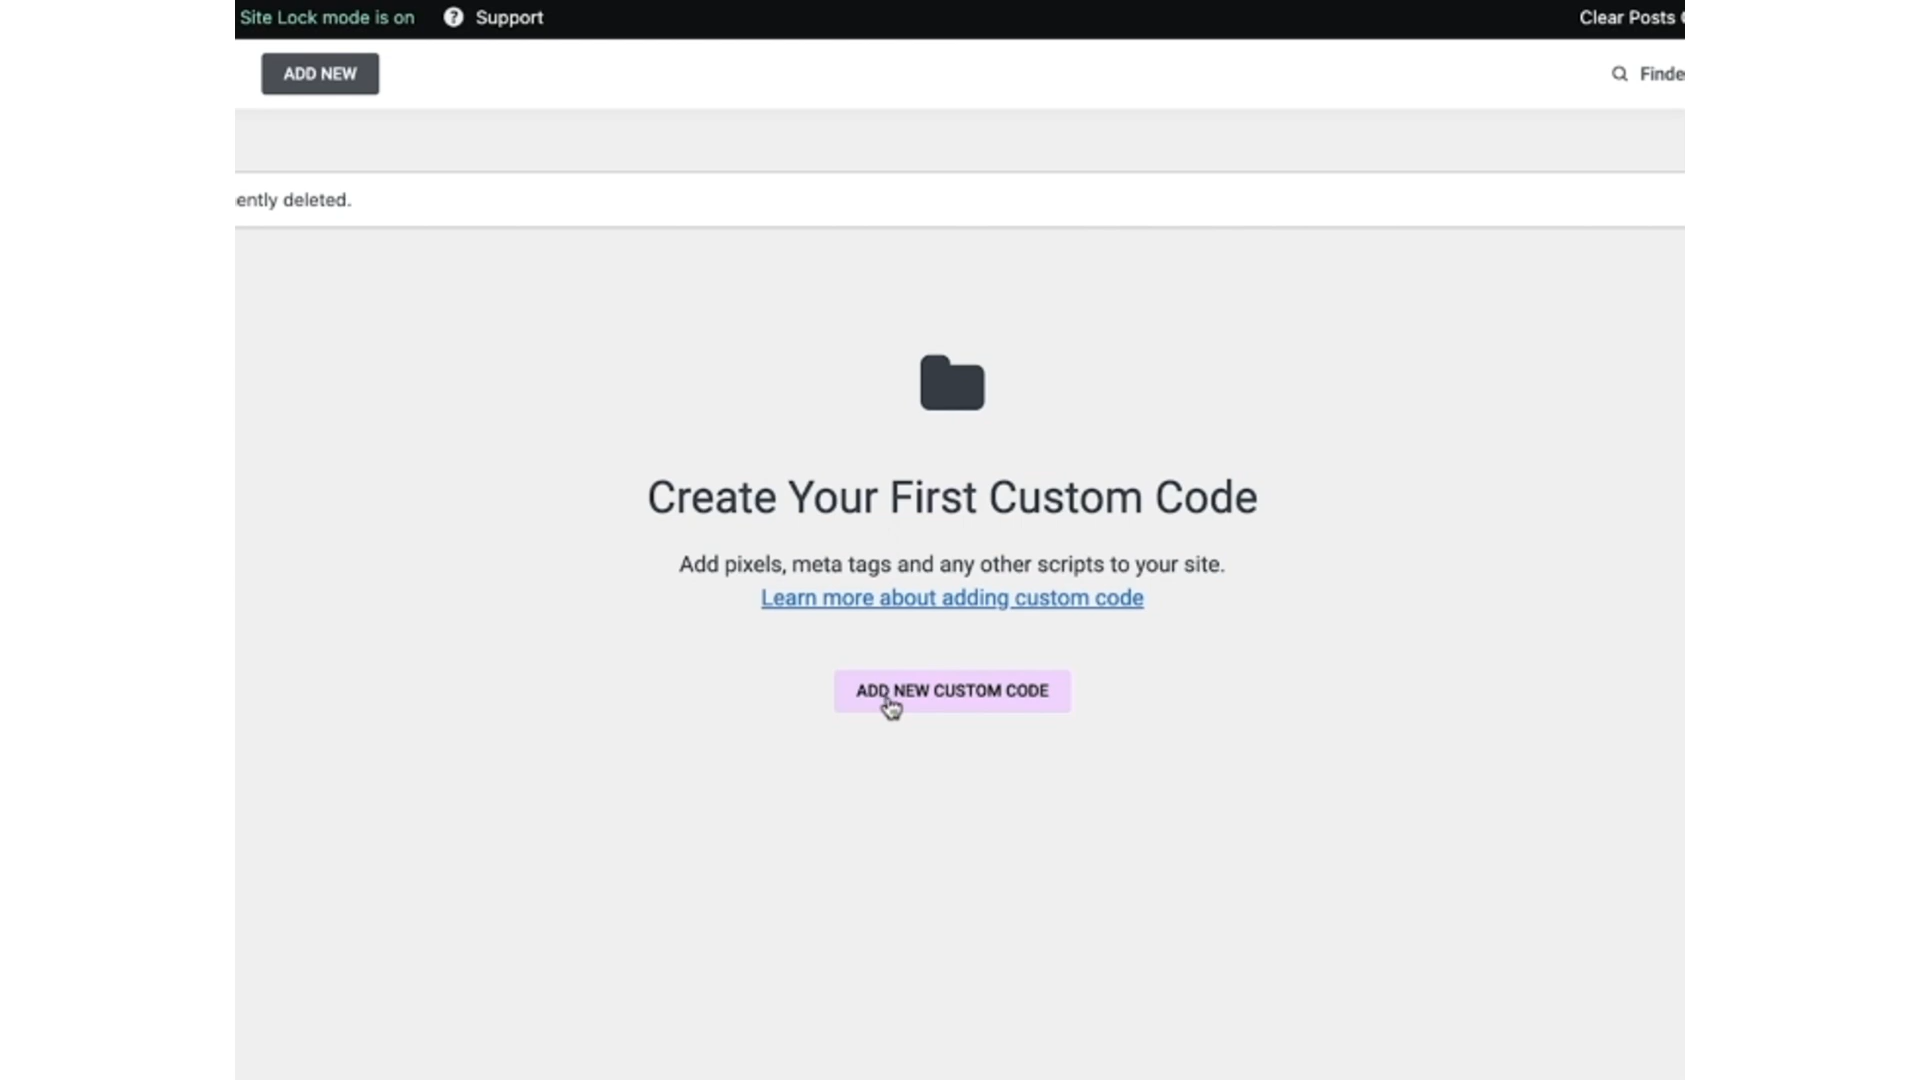 Site Lock mode is on
? Support
Clear Posts
ADD NEW
Finde
ently deleted.
Create Your First Custom Code
Add pixels, meta tags and any other scripts to your site.
Learn more about adding custom code
ADD NEW CUSTOM CODE